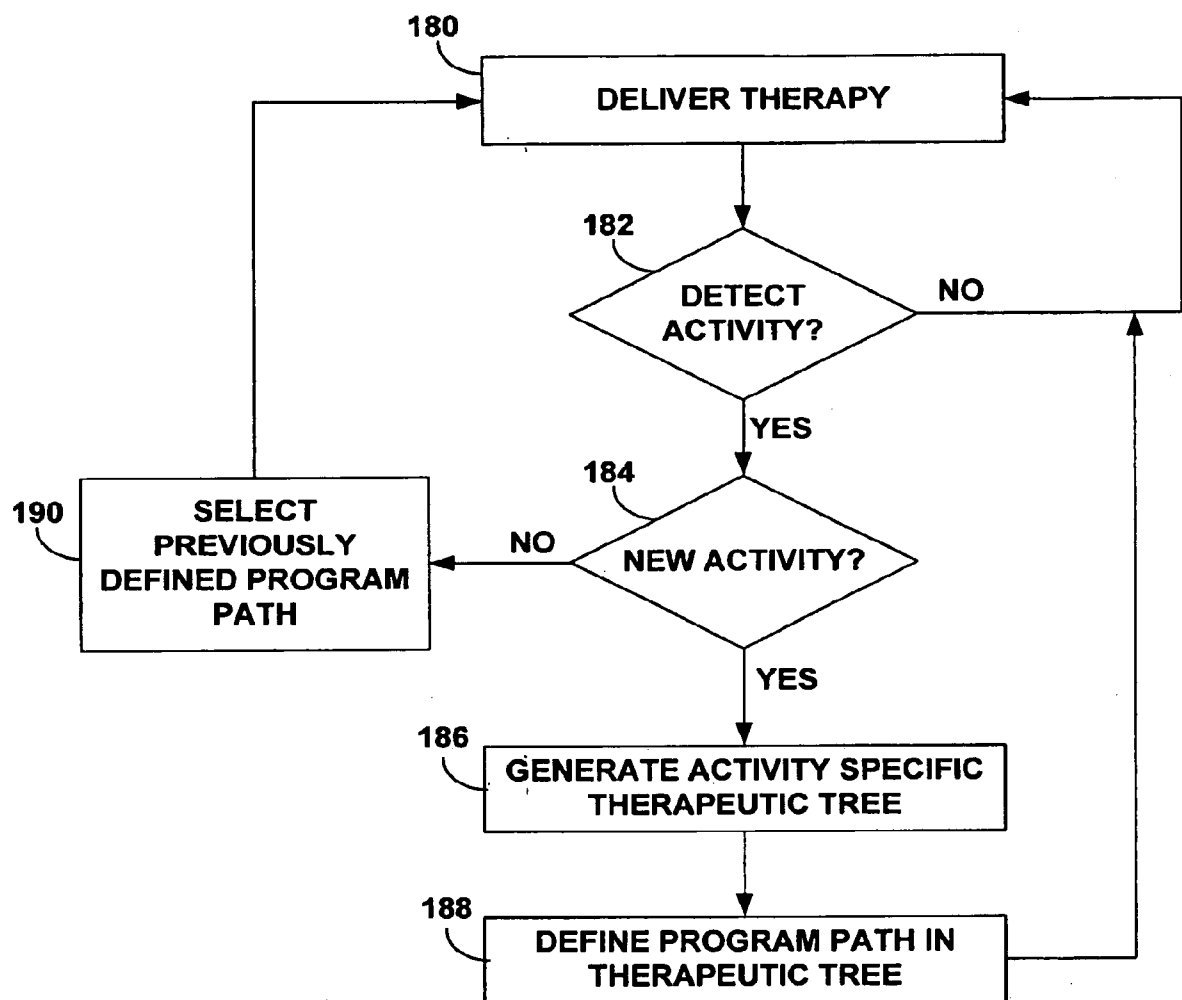 180
DELIVER THERAPY
182
DETECT
ACTIVITY?
NO
YES
184
NEW ACTIVITY?
NO
190
SELECT
PREVIOUSLY
DEFINED PROGRAM
PATH
YES
186
GENERATE ACTIVITY SPECIFIC
THERAPEUTIC TREE
188
DEFINE PROGRAM PATH IN
THERAPEUTIC TREE